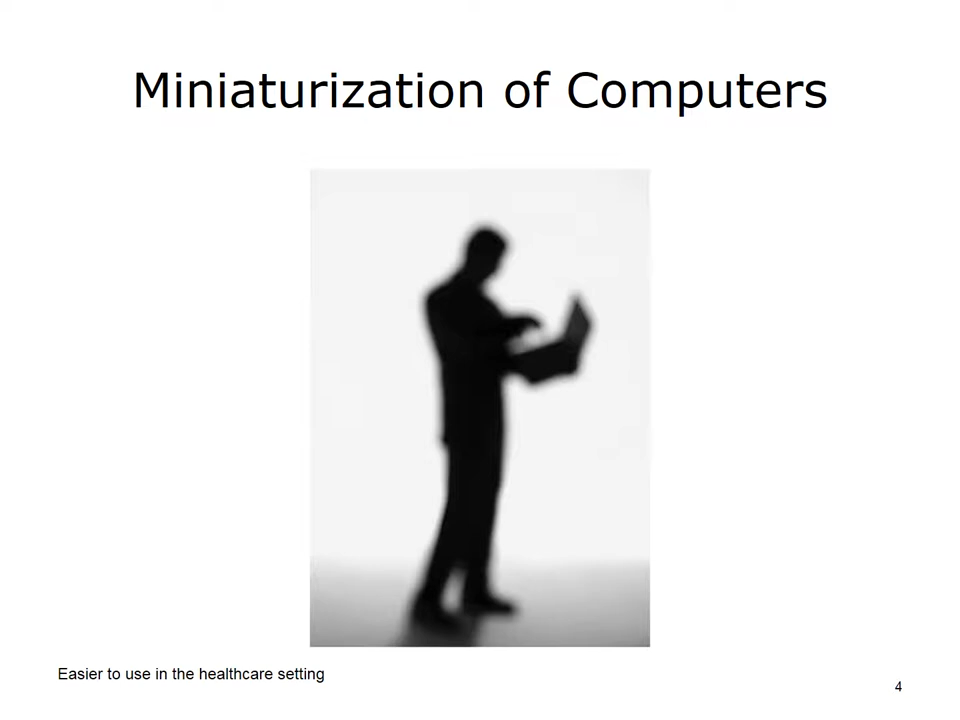 Miniaturization of Computers
Easier to use in the healthcare setting
4